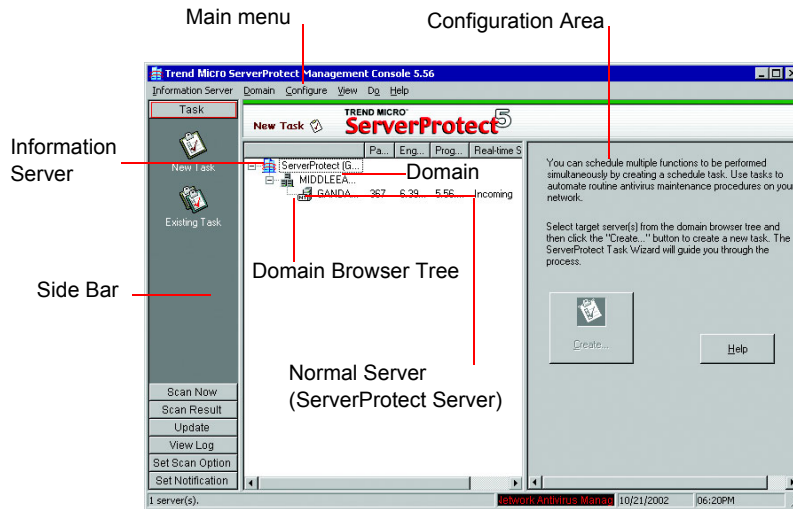 Main menu
Configuration Area
Trend Micro ServerProtect Management Console 5.56
Information Server Domain Configure View Do Help
Task
New Task
TREND MICRO™
ServerProtect5
Information
Server
New Task
Existing Task
Side Bar
Pa... Eng... Prog... Real-time S
ServerProtect (G...
MIDDLEEA...
Domain
GANDA... 367 6.39 5.56 Incoming
Domain Browser Tree
Normal Server
(ServerProtect Server)
You can schedule multiple functions to be performed
simultaneously by creating a schedule task. Use tasks to
automate routine antivirus maintenance procedures on you
network.
Select target server(s) from the domain browser tree and
then click the "Create..." button to create a new task. The
ServerProtect Task Wizard will guide you through the
process.
Create...
Help
Scan Now
Scan Result
Update
View Log
Set Scan Option
Set Notification
1 server(s).
Network Antivirus Manag
10/21/2002
06:20PM